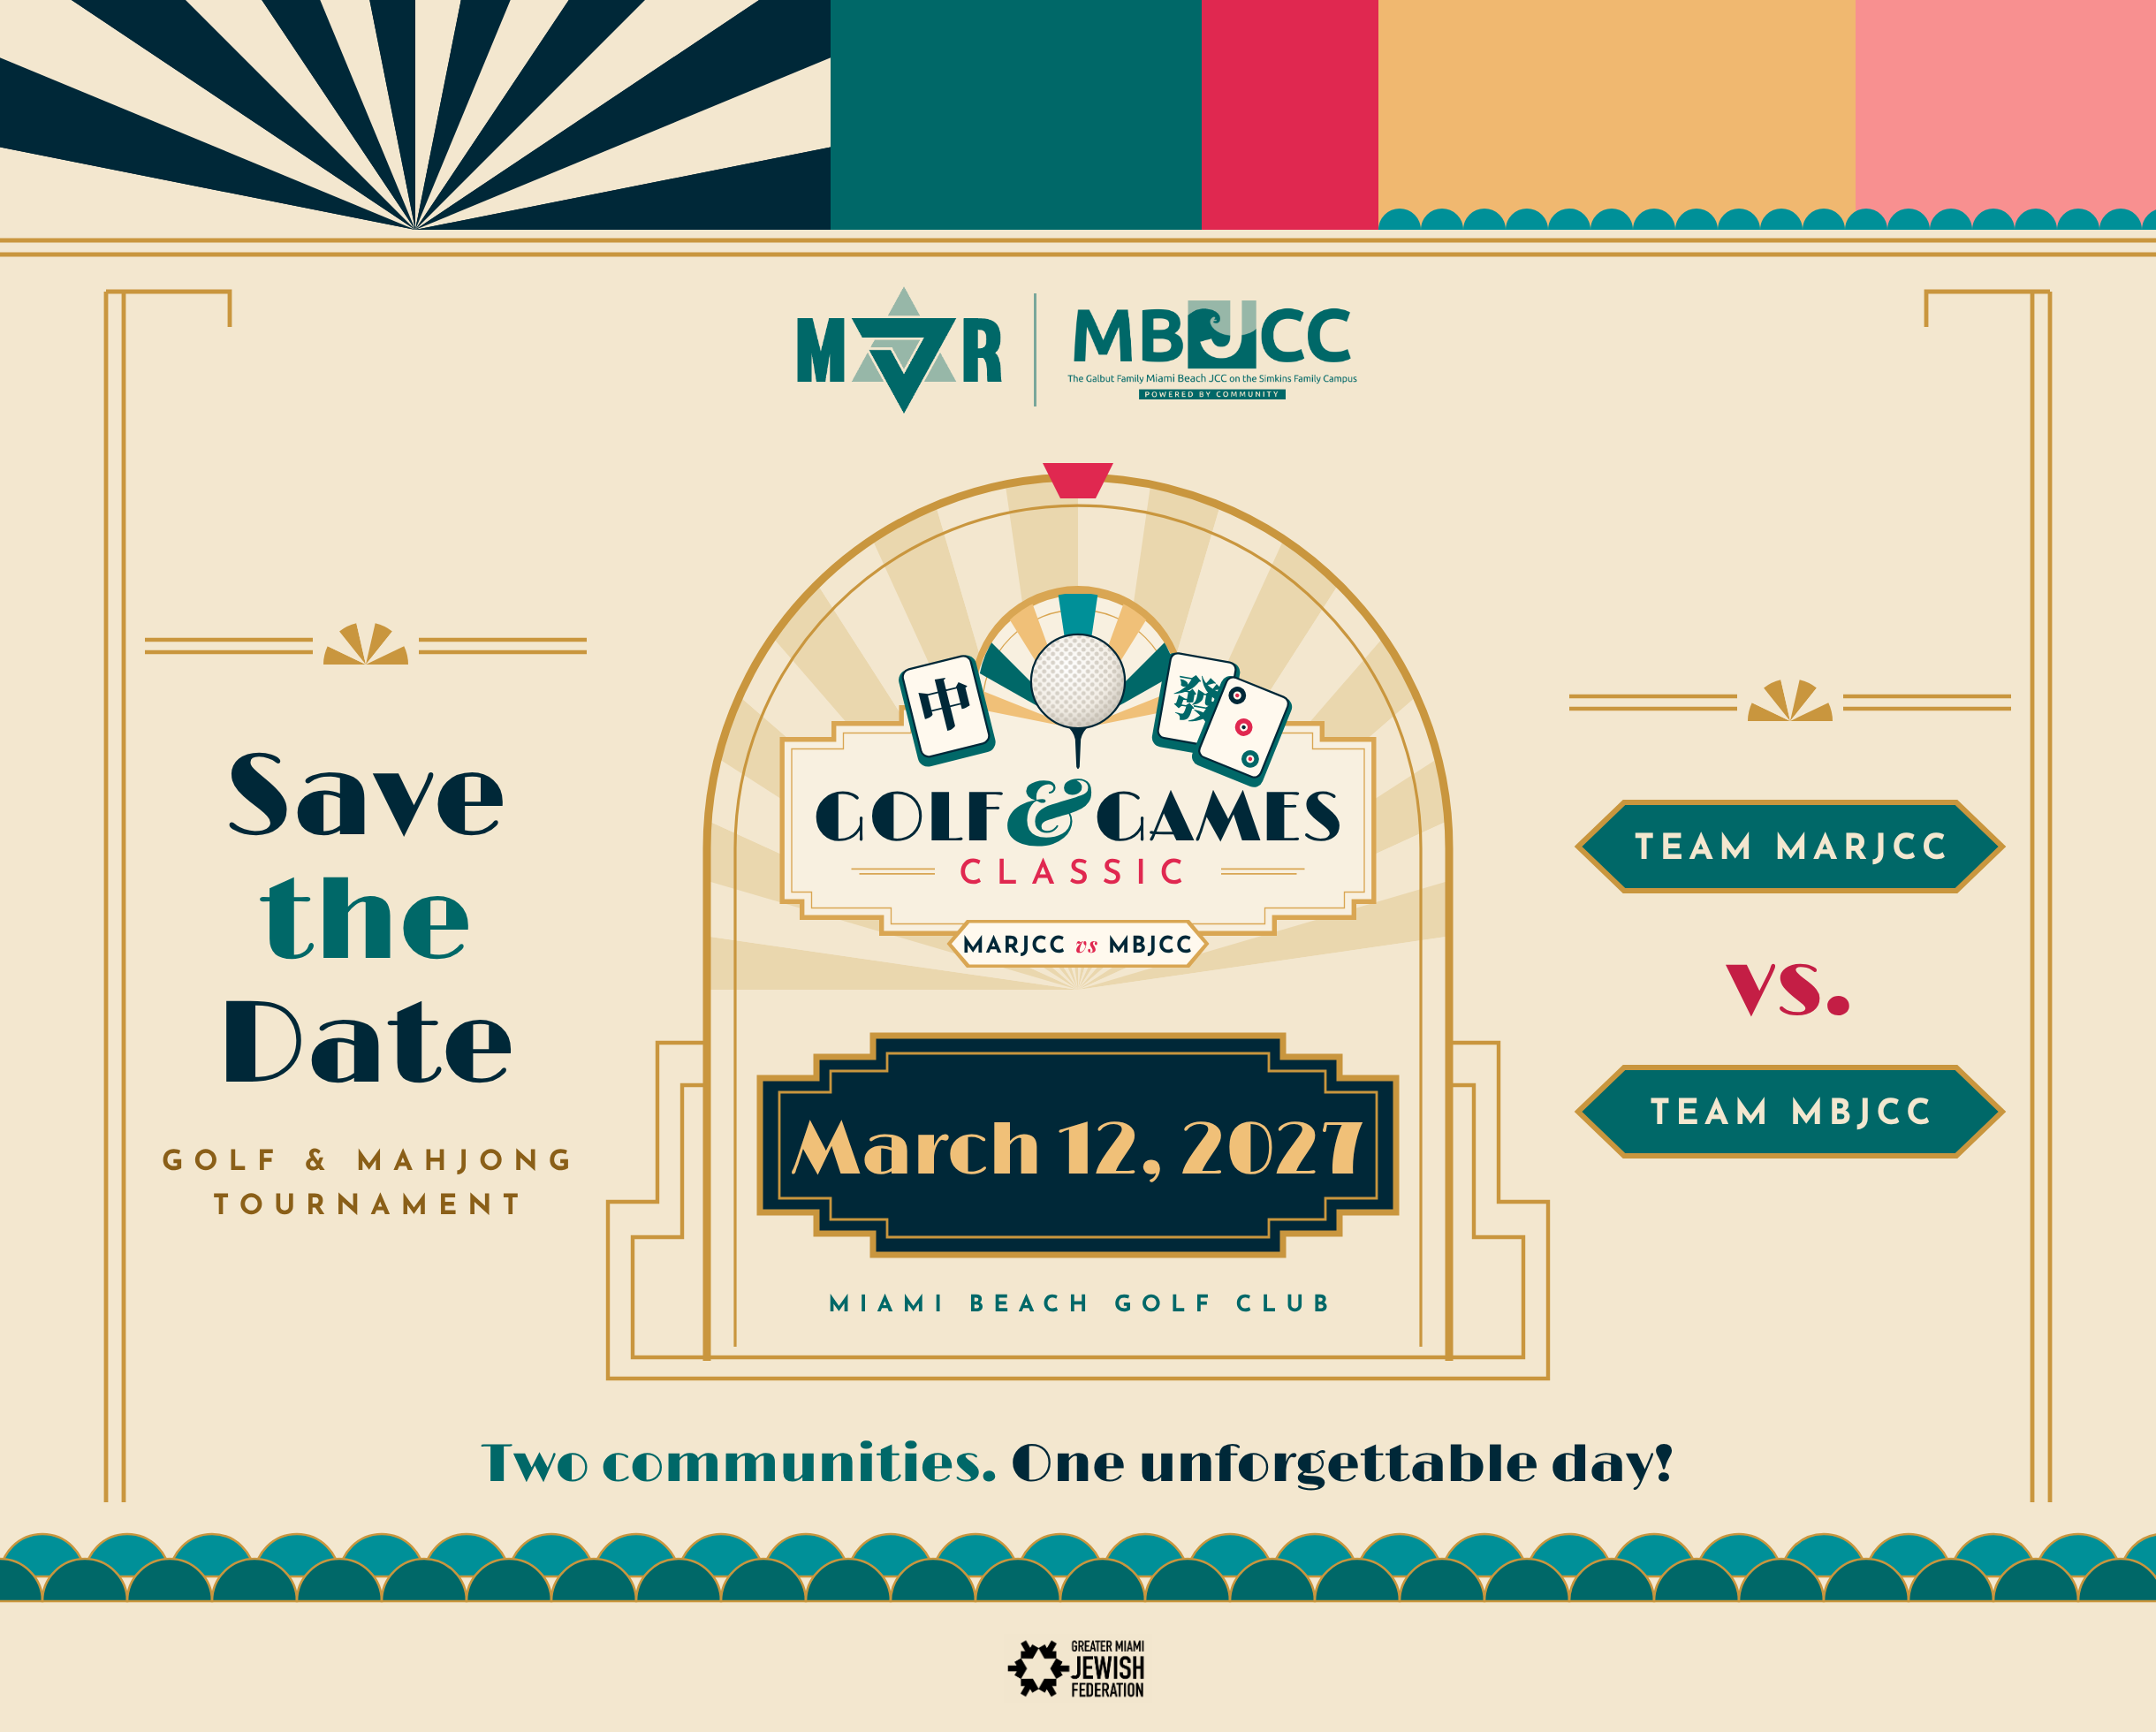 M R
MBJCC
The Galbut Family Miami Beach JCC on the Simkins Family Campus
POWERED BY COMMUNITY
Save
the
Date
GOLF & MAHJONG
TOURNAMENT
中
發
GOLF & GAMES
CLASSIC
MARJCC vs MBJCC
March 12, 2027
MIAMI BEACH GOLF CLUB
TEAM MARJCC
vs.
TEAM MBJCC
Two communities. One unforgettable day!
GREATER MIAMI
JEWISH
FEDERATION